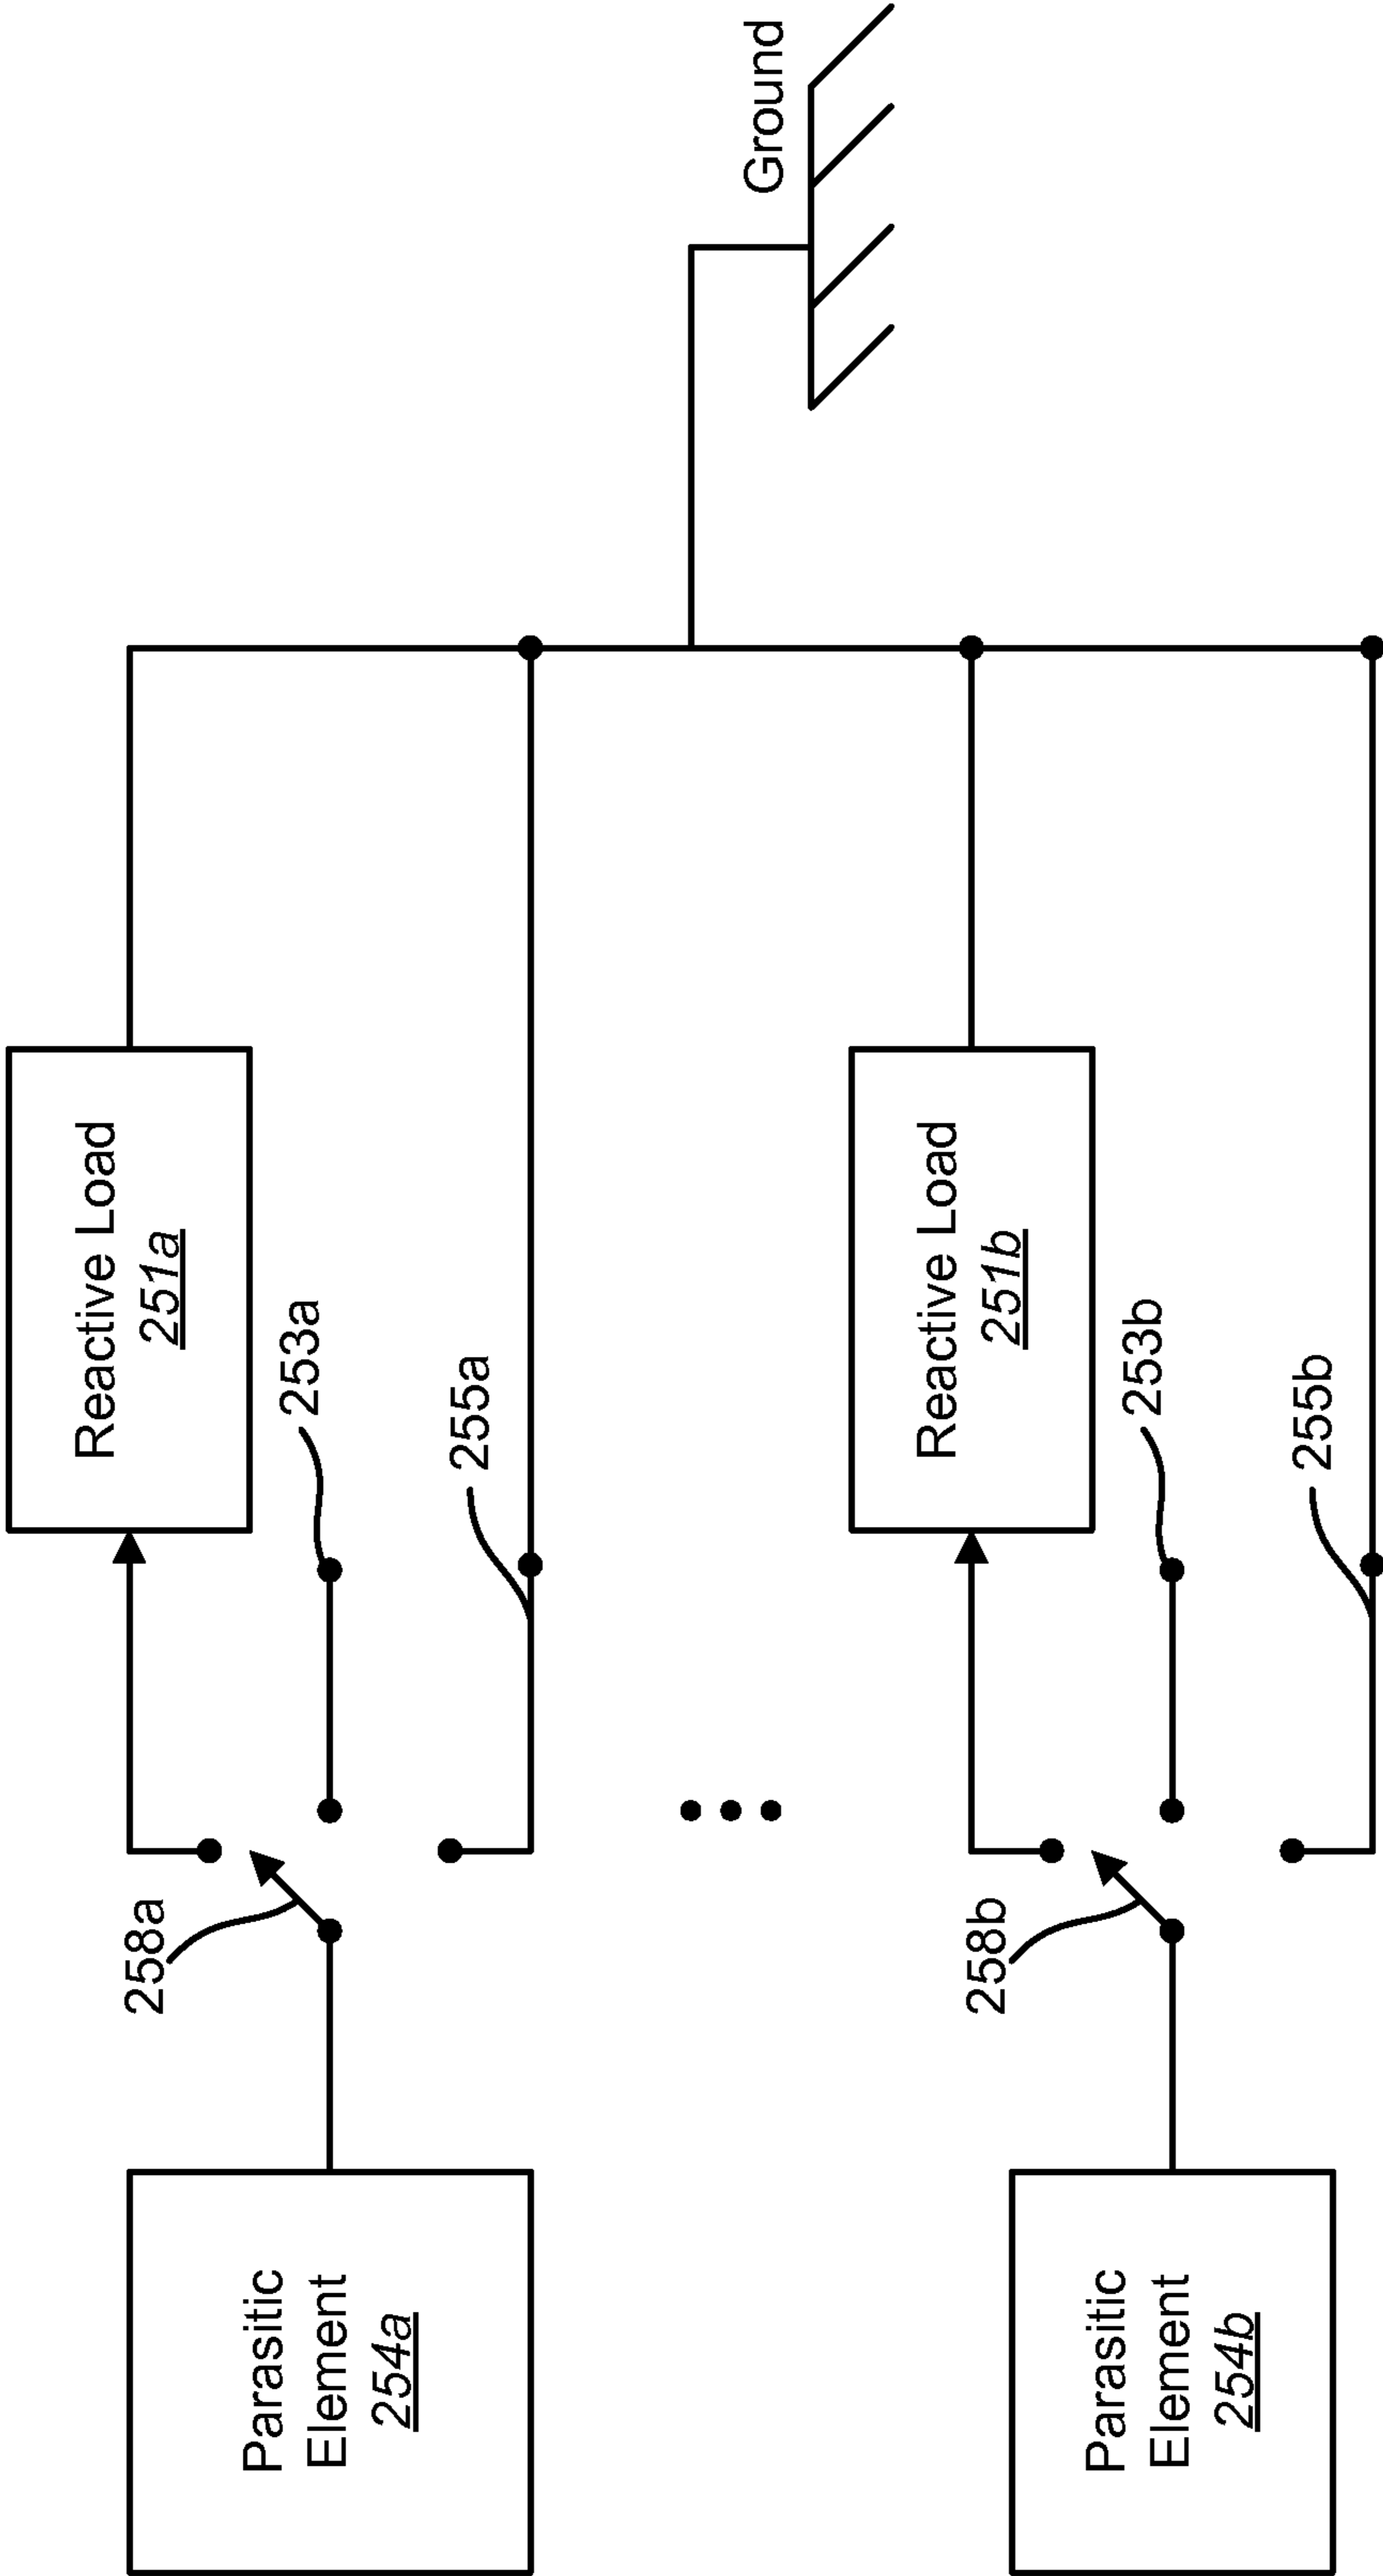 Parasitic
Element
254a
258a
Reactive Load
251a
253a
255a
Ground
Parasitic
Element
254b
258b
Reactive Load
251b
253b
255b